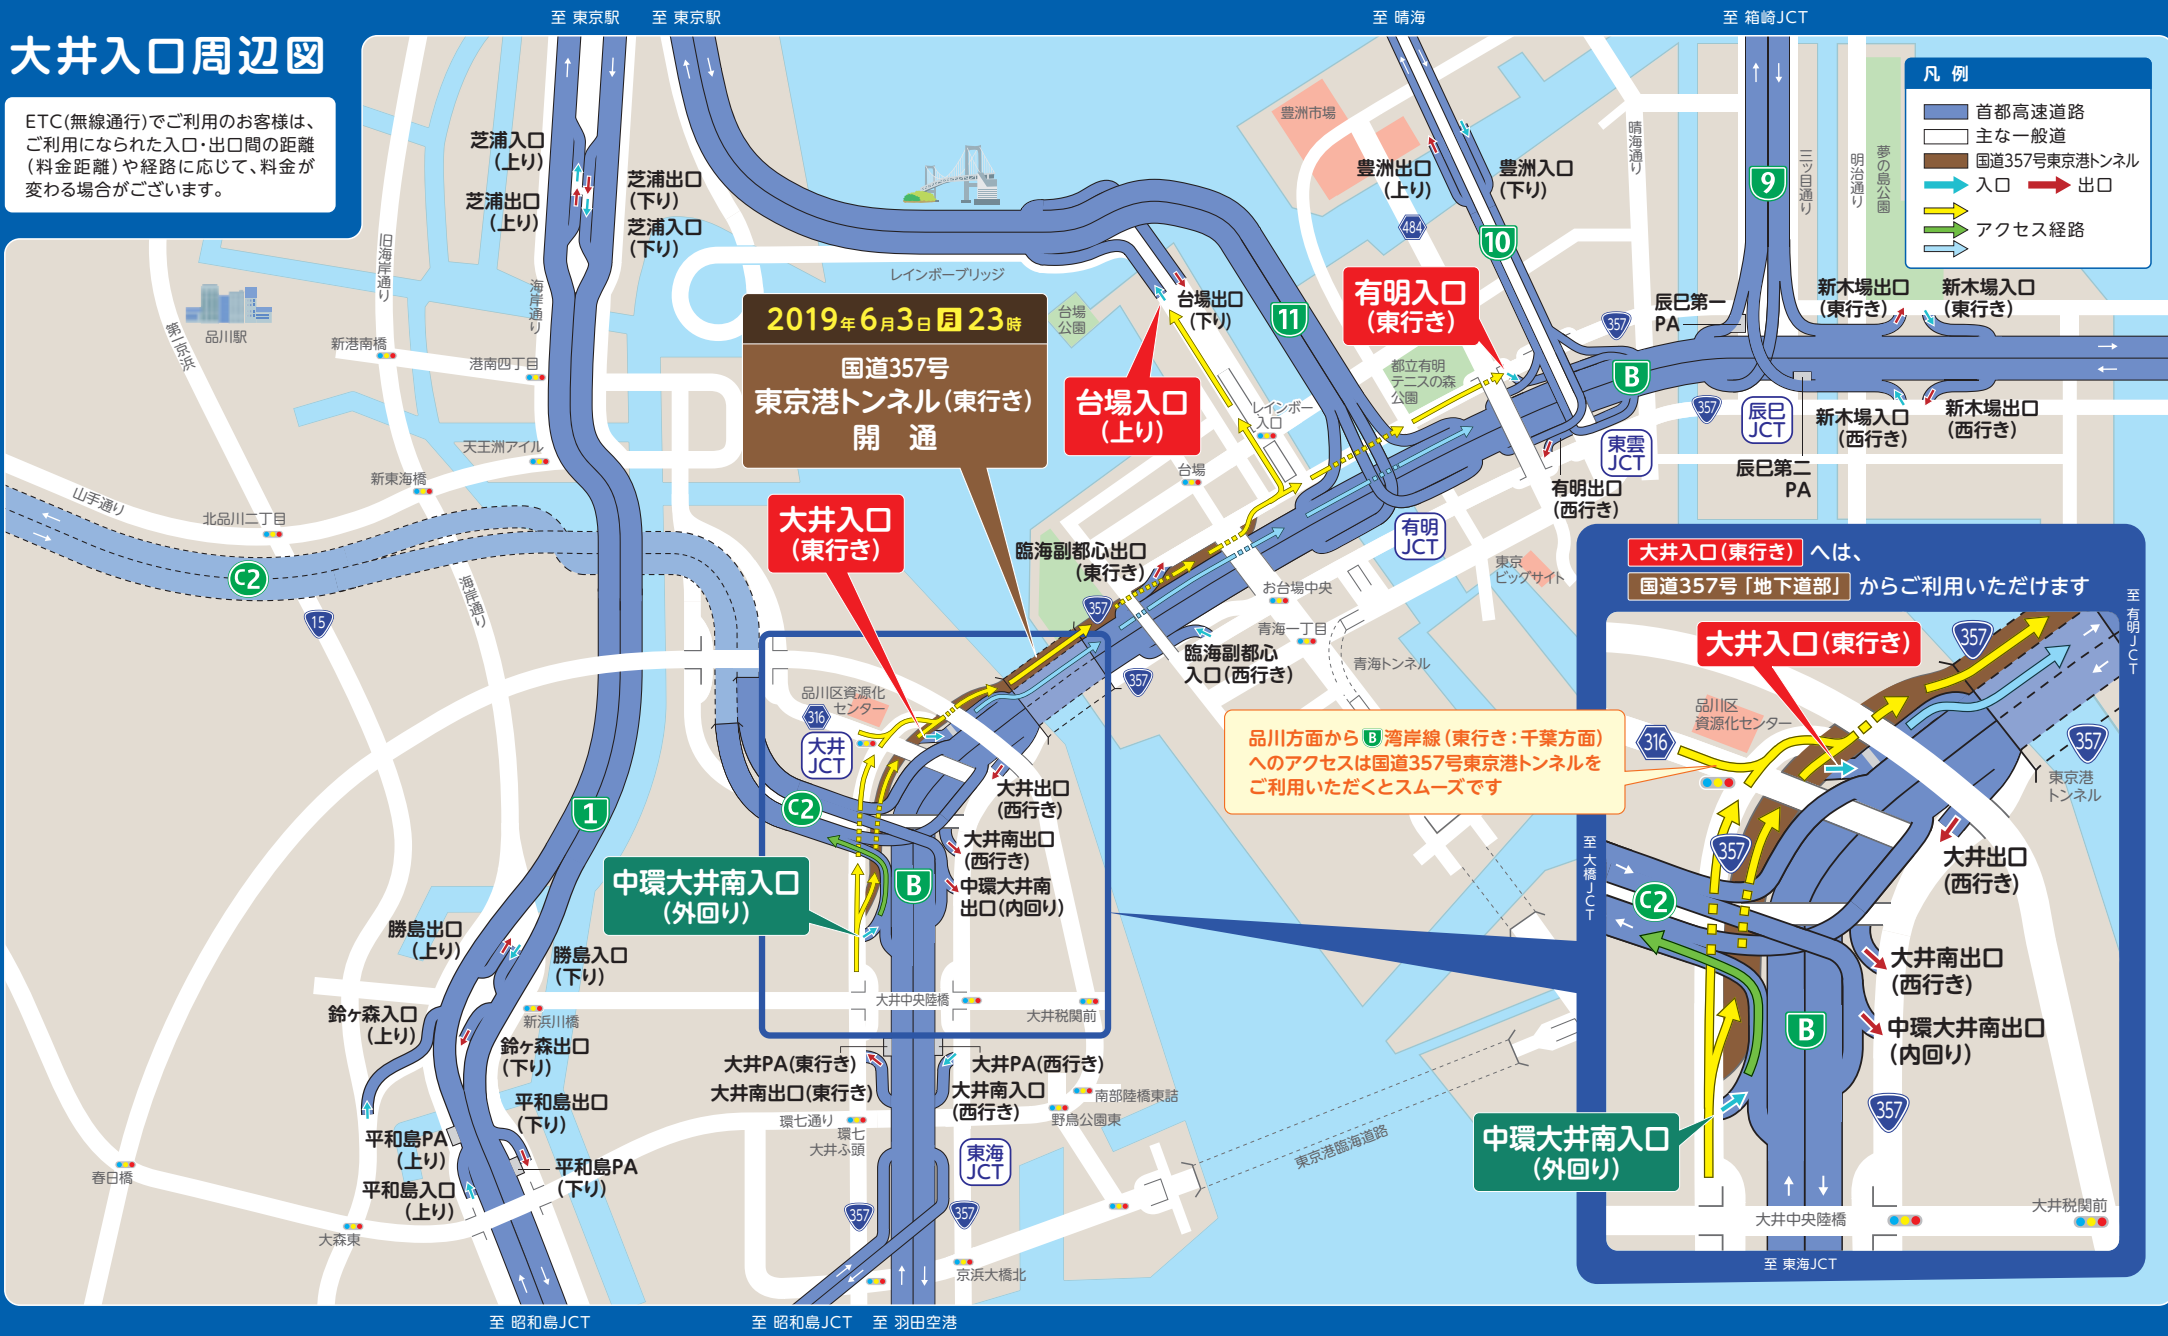 至 東京駅
至 東京駅
至 晴海
至 箱崎JCT
大井入口周辺図
ETC(無線通行)でご利用のお客様は、
ご利用になられた入口・出口間の距離
(料金距離)や経路に応じて、料金が
変わる場合がございます。
凡 例
首都高速道路
主な一般道
国道357号東京港トンネル
入口 出口
アクセス経路
芝浦入口
(上り)
芝浦出口
(上り)
芝浦出口
(下り)
芝浦入口
(下り)
旧海岸通り
海岸通り
第一京浜
品川駅
新港南橋
港南四丁目
天王洲アイル
新東海橋
山手通り
北品川二丁目
C2
15
海岸通り
レインボーブリッジ
台場
公園
2019年6月3日月23時
国道357号
東京港トンネル(東行き)
開 通
台場出口
(下り)
11
台場入口
(上り)
レインボー
入口
台場
豊洲市場
豊洲出口
(上り)
豊洲入口
(下り)
484
10
晴海通り
9
三ッ目通り
明治通り
夢の島公園
有明入口
(東行き)
都立有明
テニスの森
公園
357
辰巳第一
PA
新木場出口
(東行き)
新木場入口
(東行き)
B
357
辰巳
JCT
新木場入口
(西行き)
新木場出口
(西行き)
東雲
JCT
辰巳第二
PA
有明出口
(西行き)
有明
JCT
東京
ビッグサイト
大井入口
(東行き)
臨海副都心出口
(東行き)
357
お台場中央
青海一丁目
臨海副都心
入口(西行き)
青海トンネル
357
品川区資源化
センター
316
大井
JCT
C2
1
大井出口
(西行き)
大井南出口
(西行き)
B
中環大井南
出口(内回り)
中環大井南入口
(外回り)
大井中央陸橋
大井税関前
勝島出口
(上り)
勝島入口
(下り)
鈴ヶ森入口
(上り)
新浜川橋
鈴ヶ森出口
(下り)
平和島出口
(下り)
平和島PA
(上り)
平和島PA
(下り)
平和島入口
(上り)
春日橋
大森東
大井PA(東行き)
大井PA(西行き)
大井南出口(東行き)
大井南入口
(西行き)
南部陸橋東詰
野鳥公園東
環七通り
環七
大井ふ頭
東海
JCT
357
357
京浜大橋北
東京港臨海道路
品川方面からB湾岸線(東行き:千葉方面)
へのアクセスは国道357号東京港トンネルを
ご利用いただくとスムーズです
大井入口(東行き)へは、
国道357号「地下道部」からご利用いただけます
至 有明JCT
大井入口(東行き)
357
品川区
資源化センター
316
357
東京港
トンネル
至 大橋JCT
357
大井出口
(西行き)
C2
大井南出口
(西行き)
B
中環大井南出口
(内回り)
357
中環大井南入口
(外回り)
大井中央陸橋
大井税関前
至 東海JCT
至 昭和島JCT
至 昭和島JCT
至 羽田空港